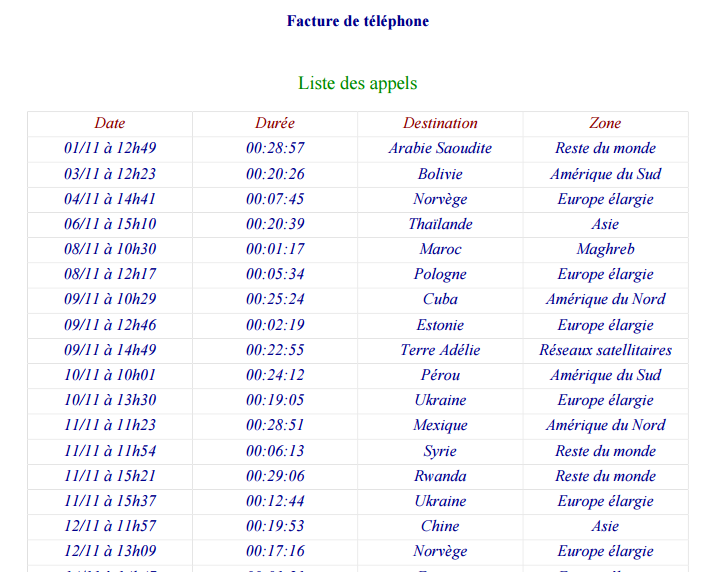 Facture de téléphone
Liste des appels
Date Durée Destination Zone
01/11 à 12h49 00:28:57 Arabie Saoudite Reste du monde
03/11 à 12h23 00:20:26 Bolivie Amérique du Sud
04/11 à 14h41 00:07:45 Norvège Europe élargie
06/11 à 15h10 00:20:39 Thaïlande Asie
08/11 à 10h30 00:01:17 Maroc Maghreb
08/11 à 12h17 00:05:34 Pologne Europe élargie
09/11 à 10h29 00:25:24 Cuba Amérique du Nord
09/11 à 12h46 00:02:19 Estonie Europe élargie
09/11 à 14h49 00:22:55 Terre Adélie Réseaux satellitaires
10/11 à 10h01 00:24:12 Pérou Amérique du Sud
10/11 à 13h30 00:19:05 Ukraine Europe élargie
11/11 à 11h23 00:28:51 Mexique Amérique du Nord
11/11 à 11h54 00:06:13 Syrie Reste du monde
11/11 à 15h21 00:29:06 Rwanda Reste du monde
11/11 à 15h37 00:12:44 Ukraine Europe élargie
12/11 à 11h57 00:19:53 Chine Asie
12/11 à 13h09 00:17:16 Norvège Europe élargie